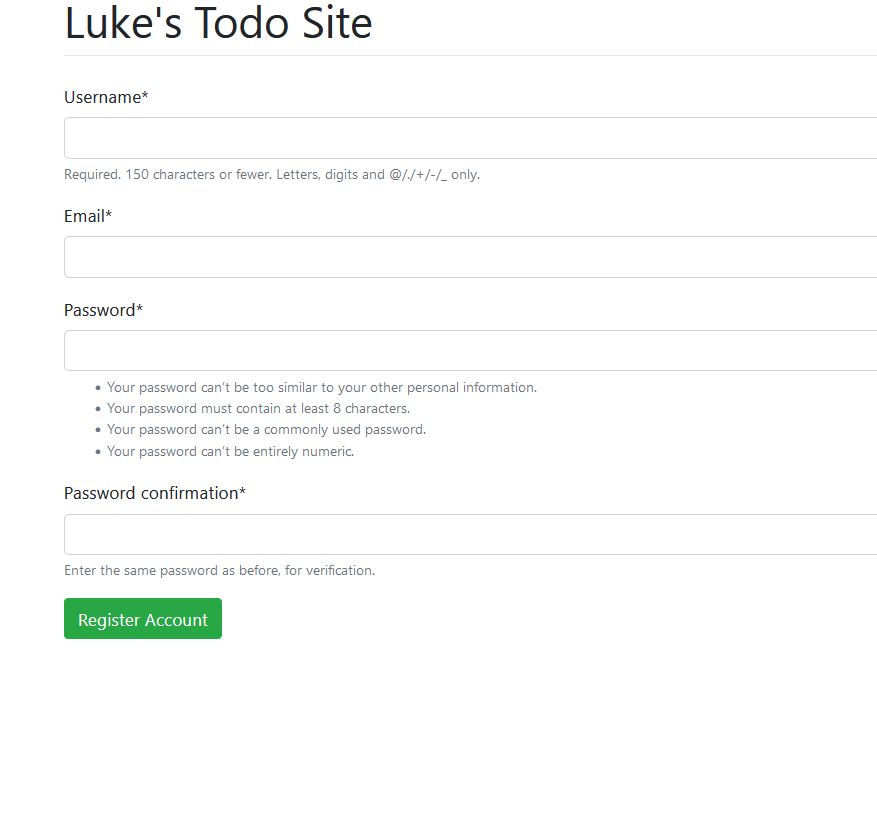 Luke's Todo Site
Username*
Required. 150 characters or fewer. Letters, digits and @/./+/-/_ only.
Email*
Password*
• Your password can't be too similar to your other personal information.
• Your password must contain at least 8 characters.
• Your password can't be a commonly used password.
• Your password can't be entirely numeric.
Password confirmation*
Enter the same password as before, for verification.
Register Account